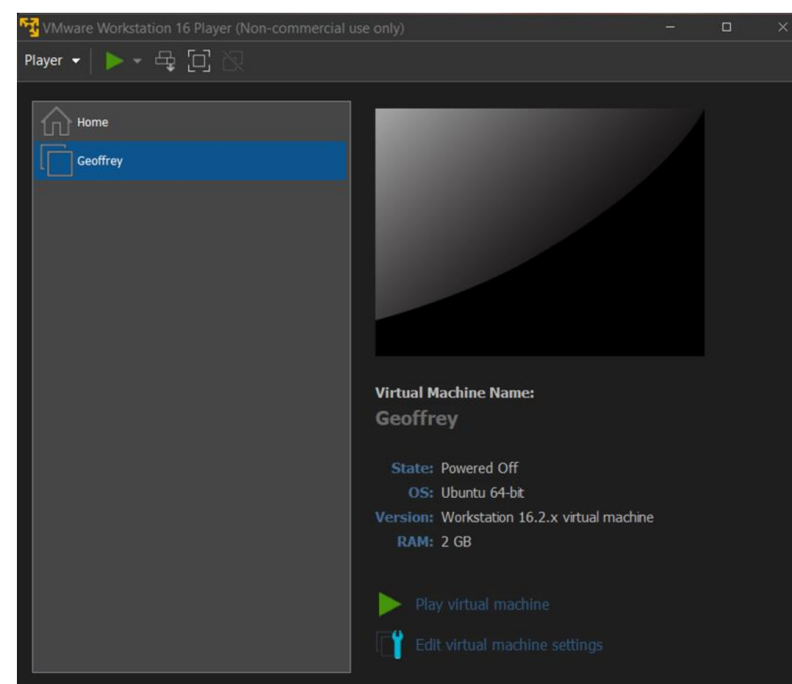 VMware Workstation 16 Player (Non-commercial use only)
Player
Home
Geoffrey
Virtual Machine Name:
Geoffrey
State: Powered Off
OS: Ubuntu 64-bit
Version: Workstation 16.2.x virtual machine
RAM: 2 GB
Play virtual machine
Edit virtual machine settings